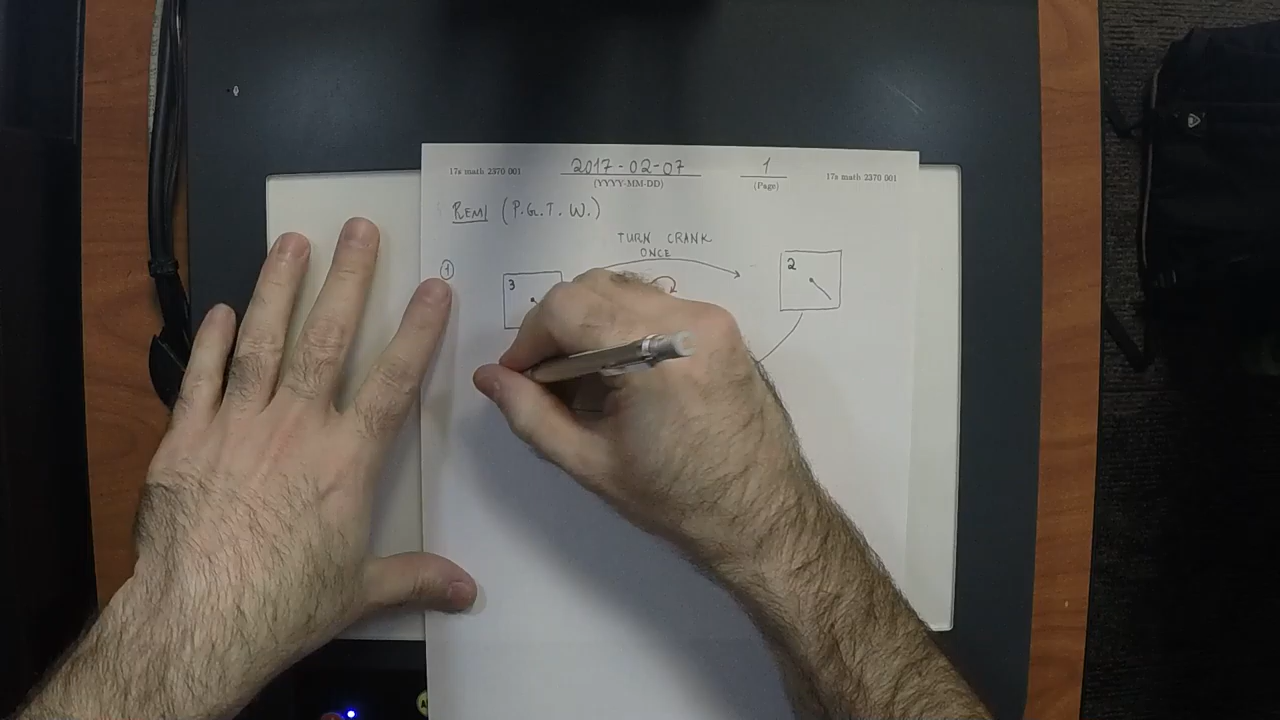 17s math 2370 001 2017-02-07 1 17s math 2370 001
(YYYY-MM-DD) (Page)
REM/ (P.G.T.W.)
TURN CRANK
ONCE
1
3
2